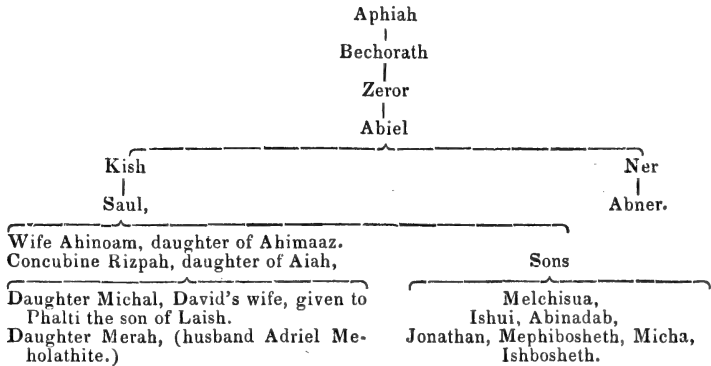 Aphiah
Bechorath
Zeror
Abiel
Kish
Ner
Saul,
Abner.
Wife Ahinoam, daughter of Ahimaaz.
Concubine Rizpah, daughter of Aiah,
Sons
Daughter Michal, David's wife, given to
Phalti the son of Laish.
Daughter Merah, (husband Adriel Me-
holathite.)
Melchisua,
Ishui, Abinadab,
Jonathan, Mephibosheth, Micha,
Ishbosheth.